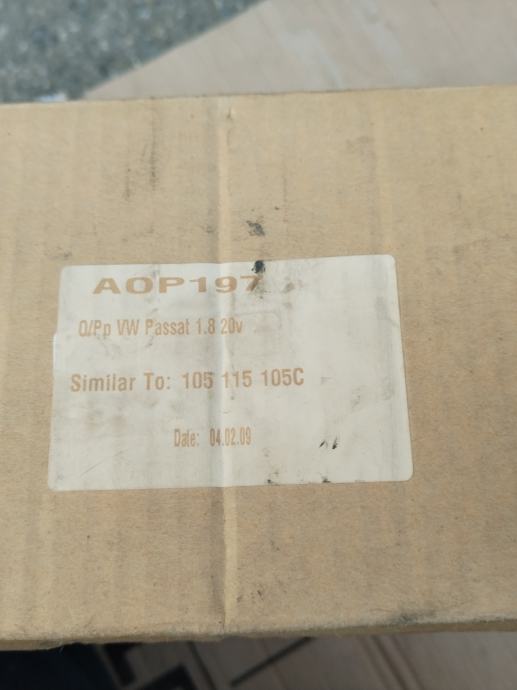 AOP197
O/Pp VW Passat 1.8 20v
Similar To: 105 115 105C
Date: 04.02.09